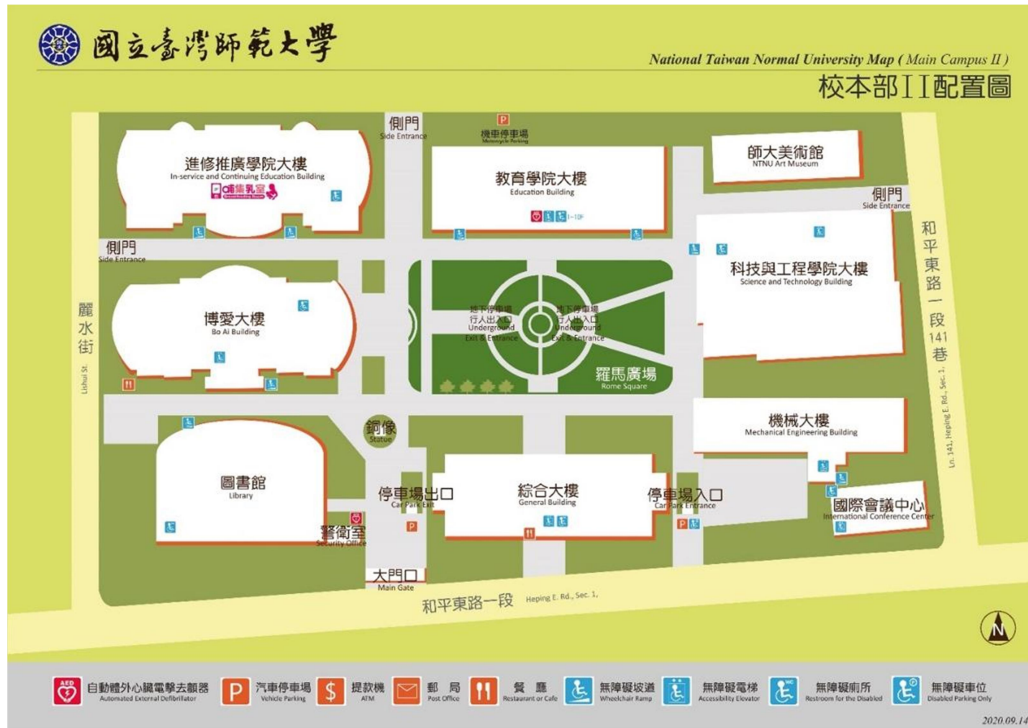 國立臺灣師範大學
National Taiwan Normal University Map ( Main Campus II )
校本部II配置圖
側門
Side Entrance
P
機車停車場
Motorcycle Parking
師大美術館
NTNU Art Museum
進修推廣學院大樓
In-service and Continuing Education Building
哺集乳室
教育學院大樓
Education Building
1~12F
側門
Side Entrance
側門
Side Entrance
科技與工程學院大樓
Science and Technology Building
麗水街
Lishui St.
博愛大樓
Bo Ai Building
地下停車場
行人出入口
Underground
Exit & Entrance
地下停車場
行人出入口
Underground
Exit & Entrance
羅馬廣場
Rome Square
和平東路一段141巷
Ln. 141, Heping E. Rd., Sec. 1,
銅像
Statue
機械大樓
Mechanical Engineering Building
圖書館
Library
停車場出口
Car Park Exit
P
綜合大樓
General Building
停車場入口
Car Park Entrance
P
國際會議中心
International Conference Center
警衛室
Security Office
大門口
Main Gate
和平東路一段 Heping E. Rd., Sec. 1,
N
AED
自動體外心臟電擊去顫器
Automated External Defibrillator
P
汽車停車場
Vehicle Parking
$
提款機
ATM
郵局
Post Office
餐廳
Restaurant or Cafe
無障礙坡道
Wheelchair Ramp
無障礙電梯
Accessibility Elevator
無障礙廁所
Restroom for the Disabled
無障礙車位
Disabled Parking Only
2020.09.14